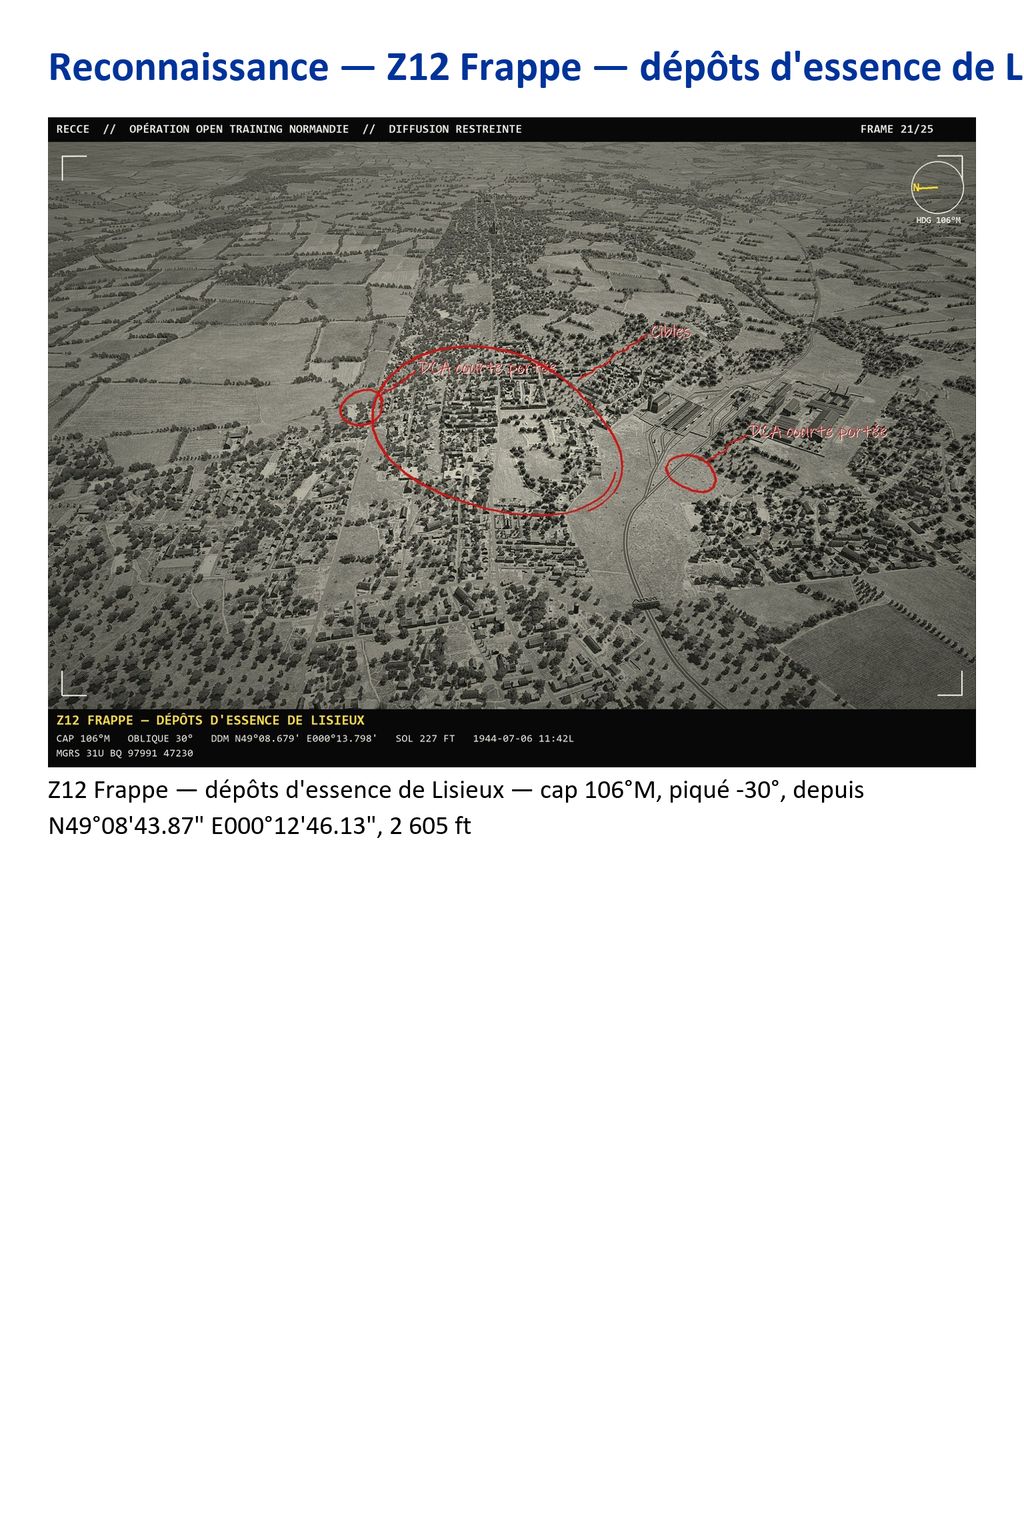 Reconnaissance — Z12 Frappe — dépôts d'essence de L
RECCE // OPÉRATION OPEN TRAINING NORMANDIE // DIFFUSION RESTREINTE FRAME 21/25
N
HDG 106°M
Cibles
DCA courte portée
DCA courte portée
Z12 FRAPPE — DÉPÔTS D'ESSENCE DE LISIEUX
CAP 106°M OBLIQUE 30° DDM N49°08.679' E000°13.798' SOL 227 FT 1944-07-06 11:42L
MGRS 31U BQ 97991 47230
Z12 Frappe — dépôts d'essence de Lisieux — cap 106°M, piqué -30°, depuis
N49°08'43.87" E000°12'46.13", 2 605 ft